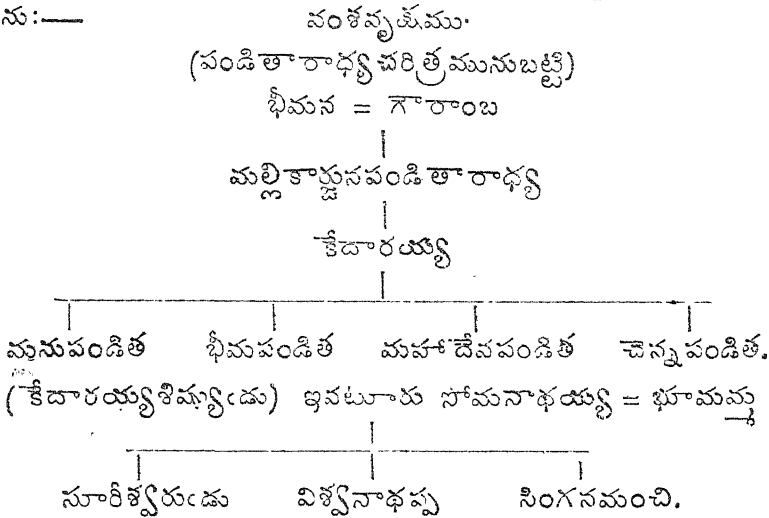 ను:—
వంశవృక్షము.
(పండితారాధ్యచరిత్రమునుబట్టి)
భీమన = గౌరాంబ
మల్లికార్జునపండితారాధ్య
కేదారయ్య
మనుపండిత భీమపండిత మహాదేవపండిత చెన్నపండిత.
(కేదారయ్యశిష్యుఁడు) ఇవటూరు సోమనాథయ్య = భూమమ్మ
సూరీశ్వరుఁడు విశ్వనాథప్ప సింగనమంచి.